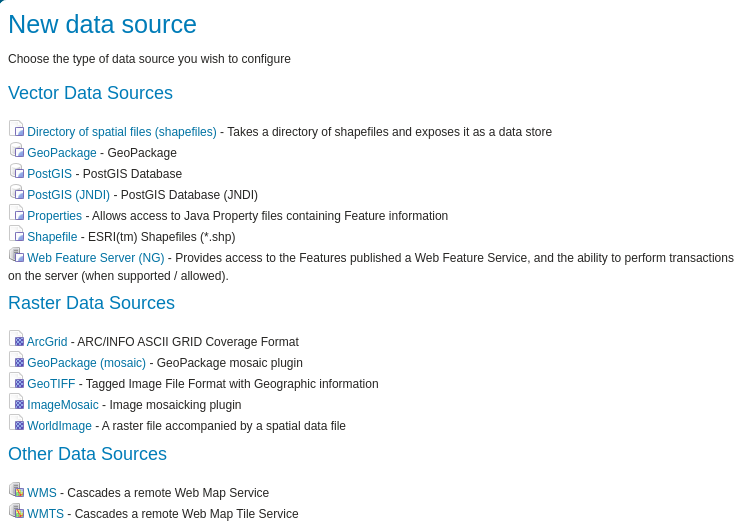 New data source
Choose the type of data source you wish to configure
Vector Data Sources
Directory of spatial files (shapefiles) - Takes a directory of shapefiles and exposes it as a data store
GeoPackage - GeoPackage
PostGIS - PostGIS Database
PostGIS (JNDI) - PostGIS Database (JNDI)
Properties - Allows access to Java Property files containing Feature information
Shapefile - ESRI(tm) Shapefiles (*.shp)
Web Feature Server (NG) - Provides access to the Features published a Web Feature Service, and the ability to perform transactions
on the server (when supported / allowed).
Raster Data Sources
ArcGrid - ARC/INFO ASCII GRID Coverage Format
GeoPackage (mosaic) - GeoPackage mosaic plugin
GeoTIFF - Tagged Image File Format with Geographic information
ImageMosaic - Image mosaicking plugin
WorldImage - A raster file accompanied by a spatial data file
Other Data Sources
WMS - Cascades a remote Web Map Service
WMTS - Cascades a remote Web Map Tile Service